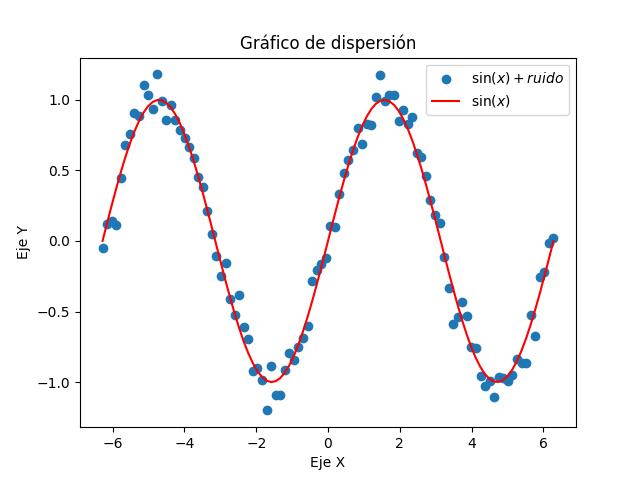 Gráfico de dispersión
sin(x) + ruido
sin(x)
Eje Y
1.0
0.5
0.0
−0.5
−1.0
−6 −4 −2 0 2 4 6
Eje X